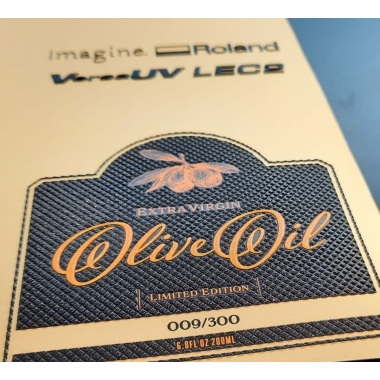 Imagine. Roland
VersaUV LEC2
EXTRA VIRGIN
Olive Oil
LIMITED EDITION
009/300
6.8FL OZ 200ML